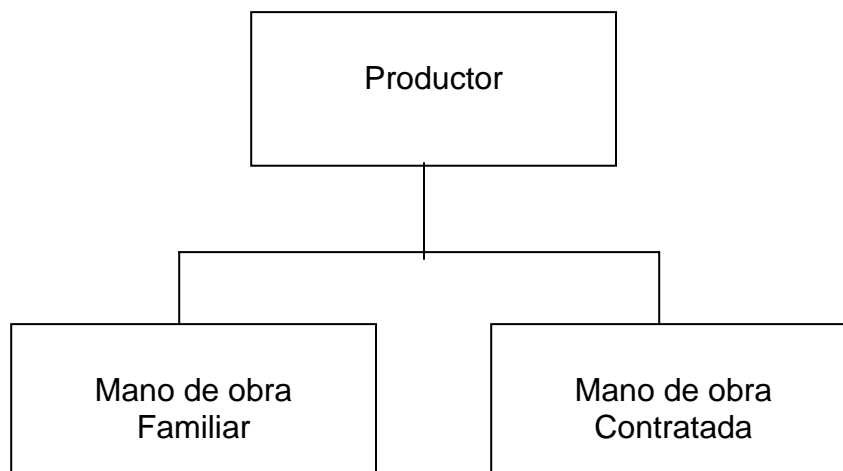 Productor
Mano de obra
Familiar
Mano de obra
Contratada